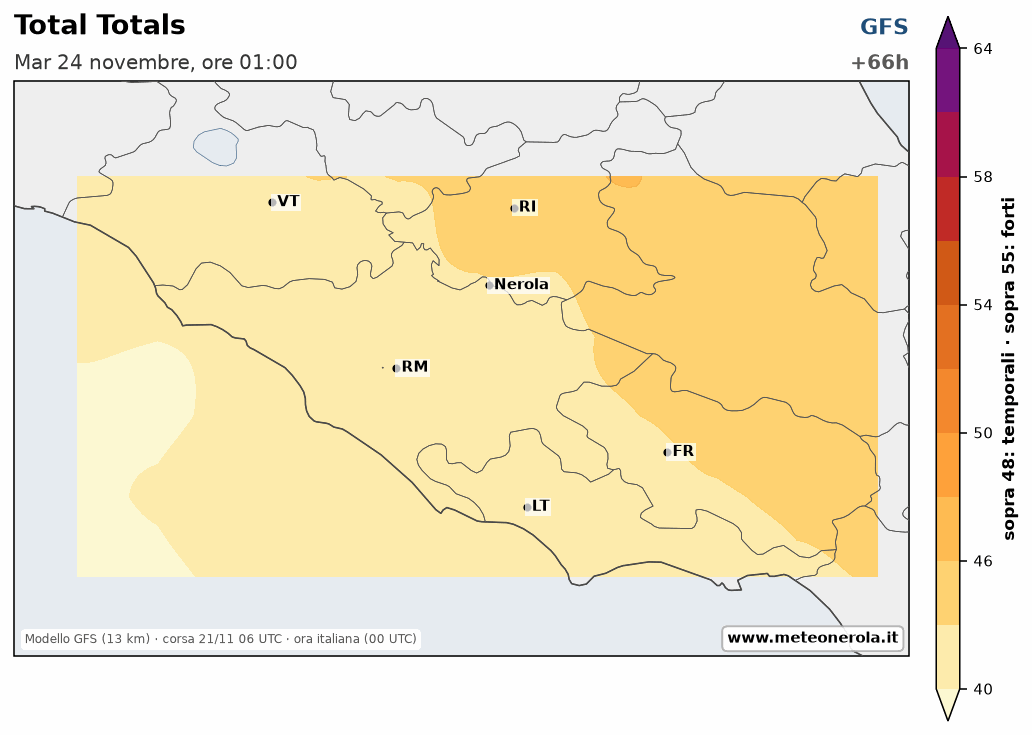 Total Totals
GFS
Mar 24 novembre, ore 01:00
+66h
64
58
54
50
46
40
sopra 48: temporali · sopra 55: forti
VT
RI
Nerola
RM
FR
LT
Modello GFS (13 km) · corsa 21/11 06 UTC · ora italiana (00 UTC)
www.meteonerola.it